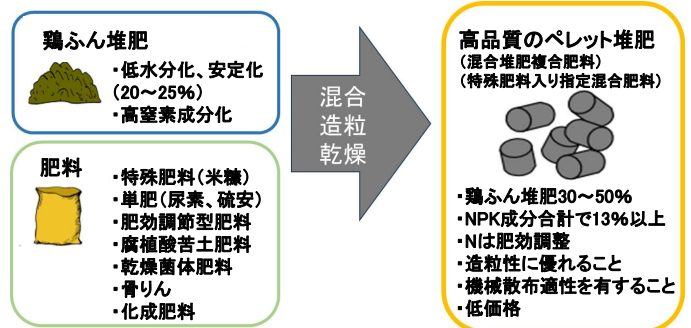 鶏ふん堆肥
・低水分化、安定化
(20～25%)
・高窒素成分化
肥料
・特殊肥料(米糠)
・単肥(尿素、硫安)
・肥効調節型肥料
・腐植酸苦土肥料
・乾燥菌体肥料
・骨りん
・化成肥料
混合
造粒
乾燥
高品質のペレット堆肥
(混合堆肥複合肥料)
(特殊肥料入り指定混合肥料)
・鶏ふん堆肥30～50%
・NPK成分合計で13%以上
・Nは肥効調整
・造粒性に優れること
・機械散布適性を有すること
・低価格